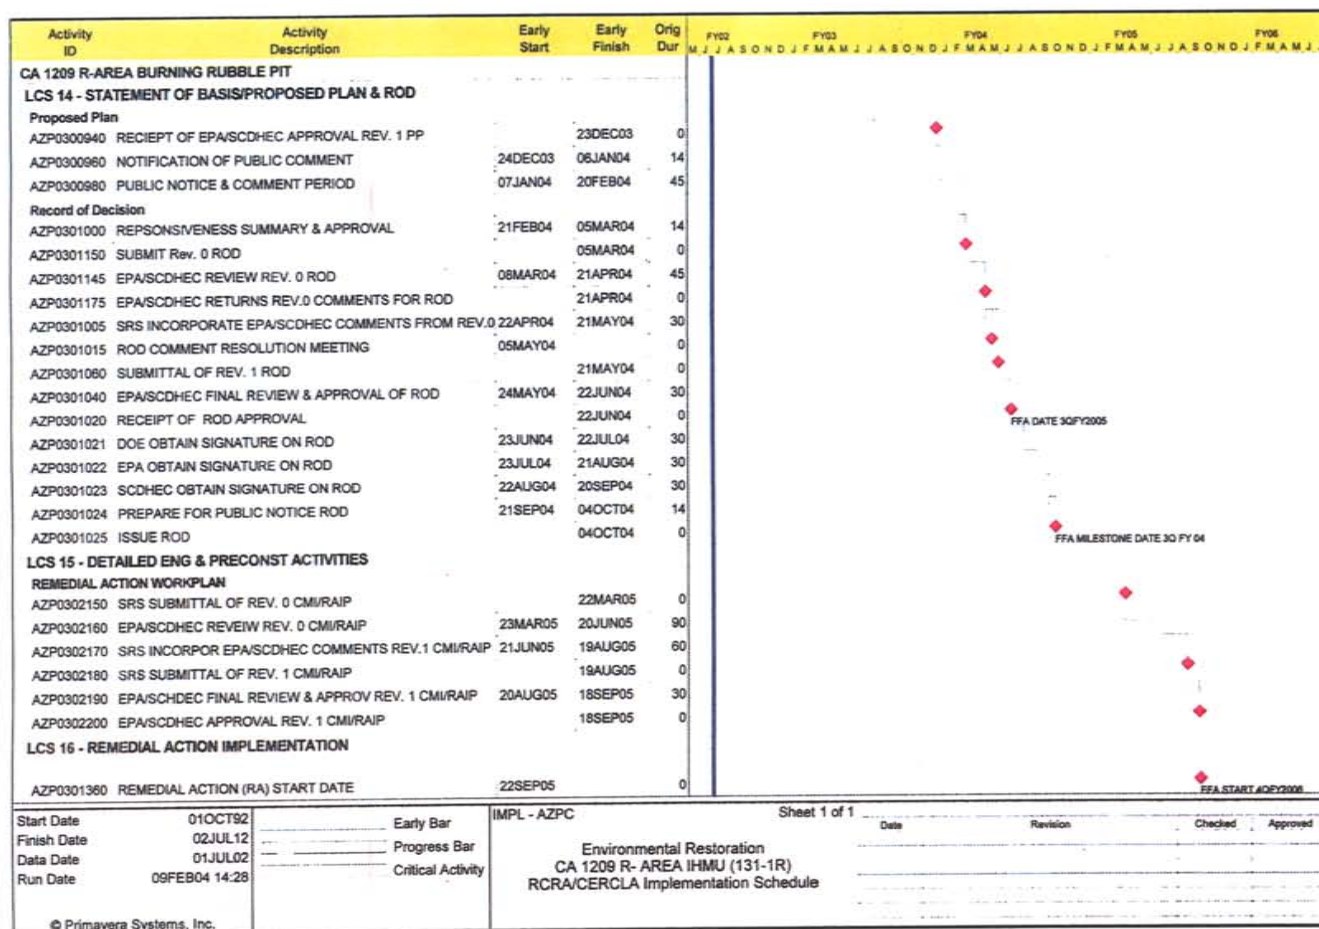 Activity ID Activity Description Early Start Early Finish Orig Dur
FY02 FY03 FY04 FY05 FY06
M J J A S O N D J F M A M J J A S O N D J F M A M J J A S O N D J F M A M J J A S O N D J F M A M J
CA 1209 R-AREA BURNING RUBBLE PIT
LCS 14 - STATEMENT OF BASIS/PROPOSED PLAN & ROD
Proposed Plan
AZP0300940 RECIEPT OF EPA/SCDHEC APPROVAL REV. 1 PP 23DEC03 0
AZP0300960 NOTIFICATION OF PUBLIC COMMENT 24DEC03 06JAN04 14
AZP0300980 PUBLIC NOTICE & COMMENT PERIOD 07JAN04 20FEB04 45
Record of Decision
AZP0301000 REPSONSIVENESS SUMMARY & APPROVAL 21FEB04 05MAR04 14
AZP0301150 SUBMIT Rev. 0 ROD 05MAR04 0
AZP0301145 EPA/SCDHEC REVIEW REV. 0 ROD 08MAR04 21APR04 45
AZP0301175 EPA/SCDHEC RETURNS REV.0 COMMENTS FOR ROD 21APR04 0
AZP0301005 SRS INCORPORATE EPA/SCDHEC COMMENTS FROM REV.0 22APR04 21MAY04 30
AZP0301015 ROD COMMENT RESOLUTION MEETING 05MAY04 0
AZP0301060 SUBMITTAL OF REV. 1 ROD 21MAY04 0
AZP0301040 EPA/SCDHEC FINAL REVIEW & APPROVAL OF ROD 24MAY04 22JUN04 30
AZP0301020 RECEIPT OF ROD APPROVAL 22JUN04 0
FFA DATE 3QFY2005
AZP0301021 DOE OBTAIN SIGNATURE ON ROD 23JUN04 22JUL04 30
AZP0301022 EPA OBTAIN SIGNATURE ON ROD 23JUL04 21AUG04 30
AZP0301023 SCDHEC OBTAIN SIGNATURE ON ROD 22AUG04 20SEP04 30
AZP0301024 PREPARE FOR PUBLIC NOTICE ROD 21SEP04 04OCT04 14
AZP0301025 ISSUE ROD 04OCT04 0
FFA MILESTONE DATE 3Q FY 04
LCS 15 - DETAILED ENG & PRECONST ACTIVITIES
REMEDIAL ACTION WORKPLAN
AZP0302150 SRS SUBMITTAL OF REV. 0 CMI/RAIP 22MAR05 0
AZP0302160 EPA/SCDHEC REVEIW REV. 0 CMI/RAIP 23MAR05 20JUN05 90
AZP0302170 SRS INCORPOR EPA/SCDHEC COMMENTS REV.1 CMI/RAIP 21JUN05 19AUG05 60
AZP0302180 SRS SUBMITTAL OF REV. 1 CMI/RAIP 19AUG05 0
AZP0302190 EPA/SCHDEC FINAL REVIEW & APPROV REV. 1 CMI/RAIP 20AUG05 18SEP05 30
AZP0302200 EPA/SCDHEC APPROVAL REV. 1 CMI/RAIP 18SEP05 0
LCS 16 - REMEDIAL ACTION IMPLEMENTATION
AZP0301360 REMEDIAL ACTION (RA) START DATE 22SEP05 0
FFA START 4QFY2006
Start Date 01OCT92
Finish Date 02JUL12
Data Date 01JUL02
Run Date 09FEB04 14:28
© Primavera Systems, Inc.
Early Bar
Progress Bar
Critical Activity
IMPL - AZPC
Sheet 1 of 1
Environmental Restoration
CA 1209 R- AREA IHMU (131-1R)
RCRA/CERCLA Implementation Schedule
Date Revision Checked Approved